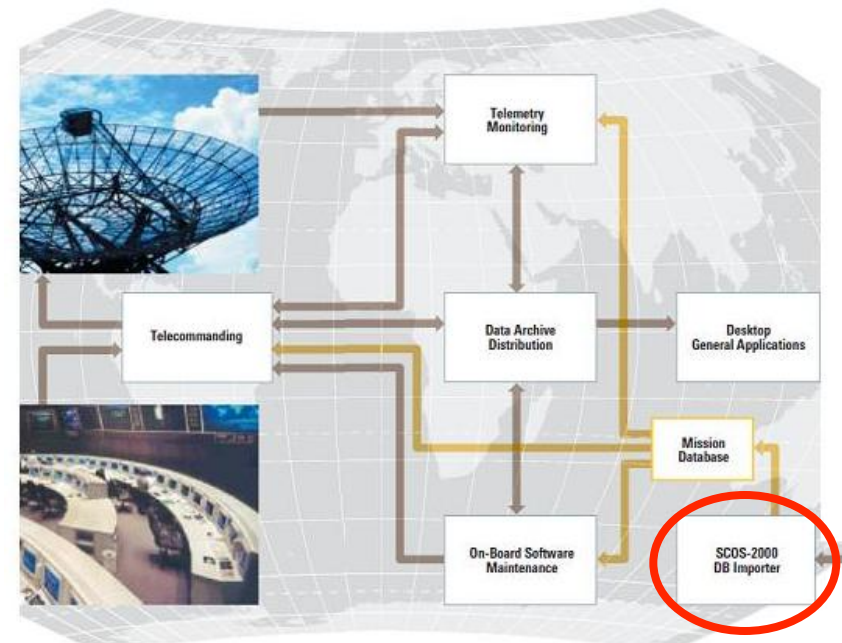 Telemetry
Monitoring
Telecommanding
Data Archive
Distribution
Desktop
General Applications
Mission
Database
On-Board Software
Maintenance
SCOS-2000
DB Importer